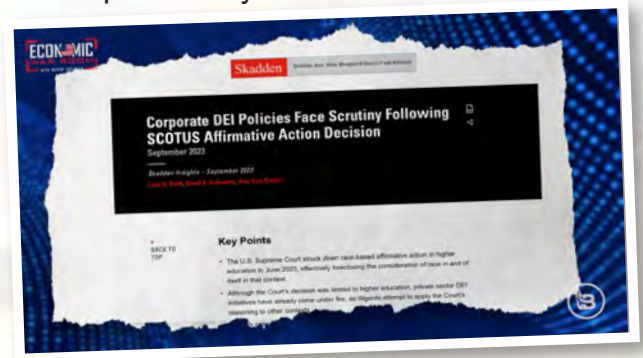 ECONOMIC
WAR ROOM
Skadden
Corporate DEI Policies Face Scrutiny Following
SCOTUS Affirmative Action Decision
September 2023
Skadden Insights – September 2023
BACK TO
TOP
Key Points
• The U.S. Supreme Court struck down race-based affirmative action in higher
education in June 2023, effectively foreclosing the consideration of race in and of
itself in that context.
• Although the Court's decision was limited to higher education, private sector DEI
initiatives have already come under fire, as litigants attempt to apply the Court's
reasoning to other contexts
B